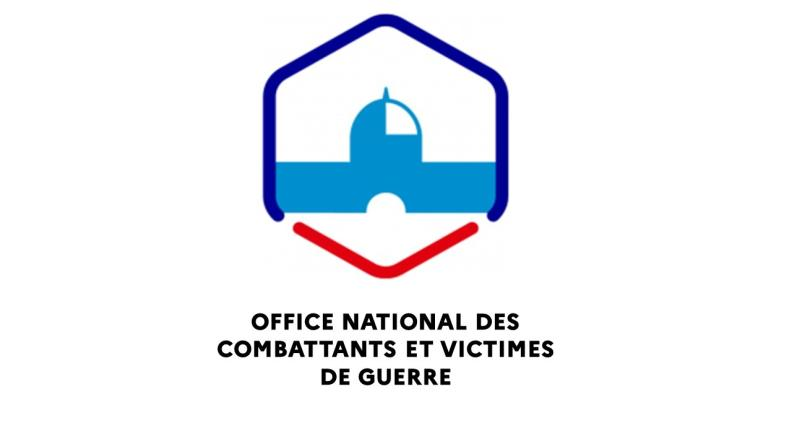 OFFICE NATIONAL DES
COMBATTANTS ET VICTIMES
DE GUERRE